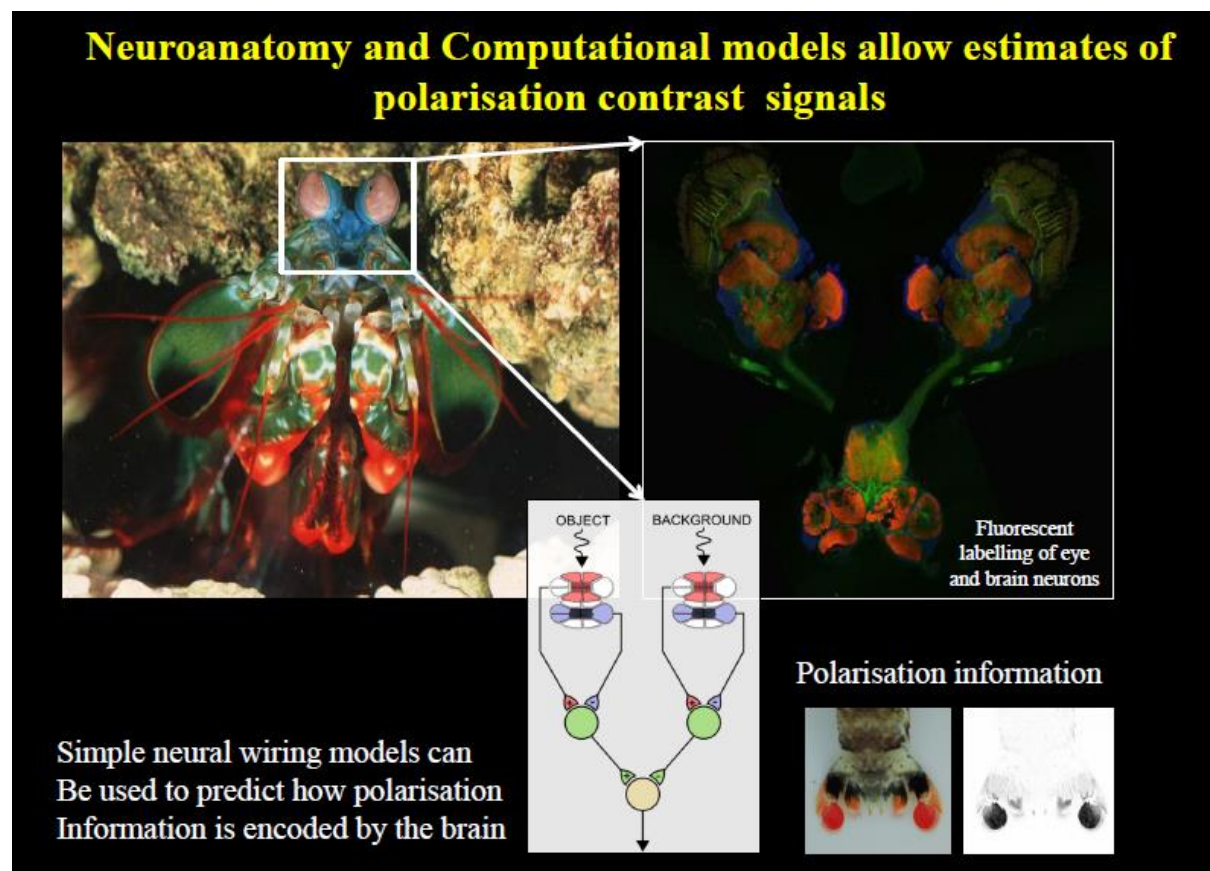 Neuroanatomy and Computational models allow estimates of
polarisation contrast signals
OBJECT
BACKGROUND
Fluorescent
labelling of eye
and brain neurons
Polarisation information
Simple neural wiring models can
Be used to predict how polarisation
Information is encoded by the brain